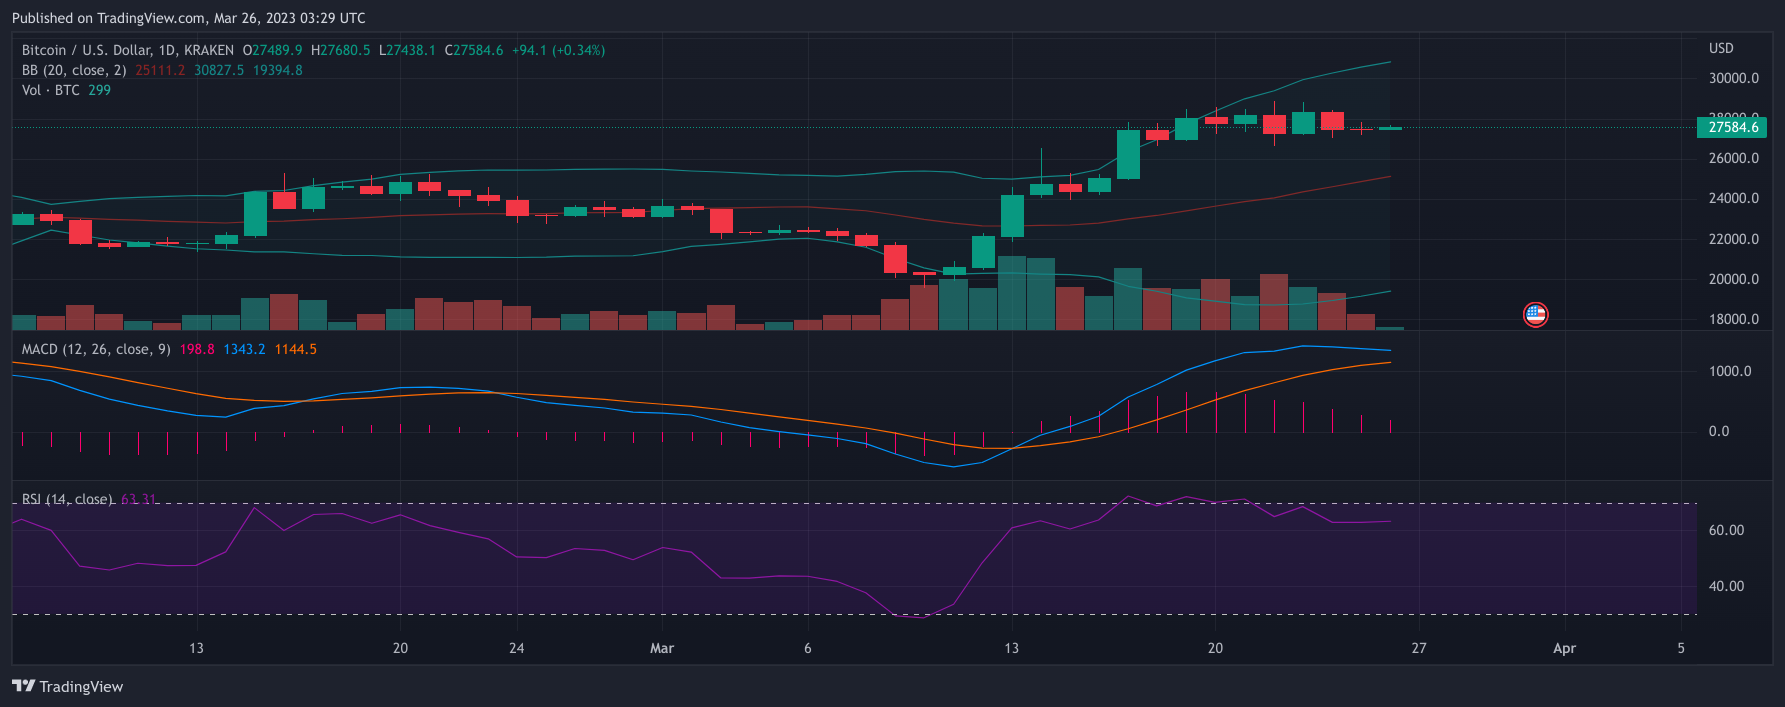 Published on TradingView.com, Mar 26, 2023 03:29 UTC
Bitcoin / U.S. Dollar, 1D, KRAKEN O27489.9 H27680.5 L27438.1 C27584.6 +94.1 (+0.34%)
BB (20, close, 2) 25111.2 30827.5 19394.8
Vol · BTC 299
USD
30000.0
28000.0
27584.6
26000.0
24000.0
22000.0
20000.0
18000.0
MACD (12, 26, close, 9) 198.8 1343.2 1144.5
1000.0
0.0
RSI (14, close) 63.31
60.00
40.00
13 20 24 Mar 6 13 20 27 Apr 5
TradingView